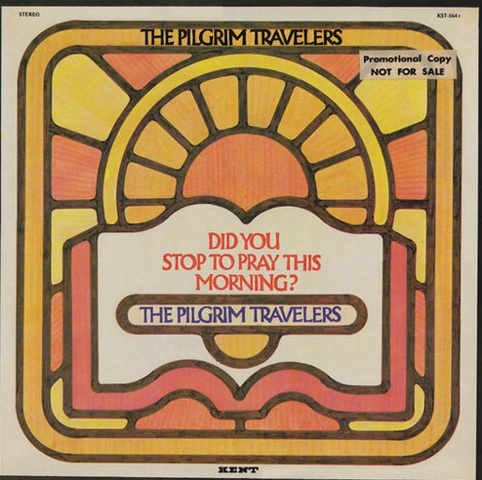 STEREO
KST-564
THE PILGRIM TRAVELERS
Promotional Copy
NOT FOR SALE
DID YOU
STOP TO PRAY THIS
MORNING?
THE PILGRIM TRAVELERS
KENT